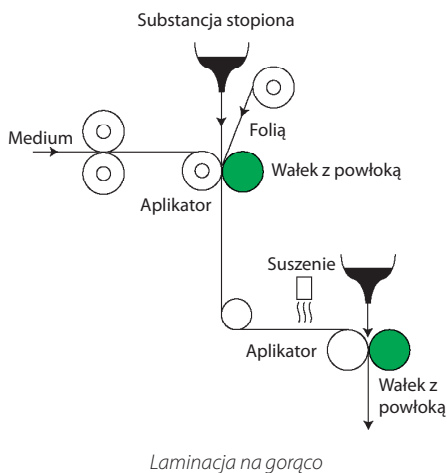 Substancja stopiona
Folią
Medium
Wałek z powłoką
Aplikator
Suszenie
Aplikator
Wałek z
powłoką
Laminacja na gorąco